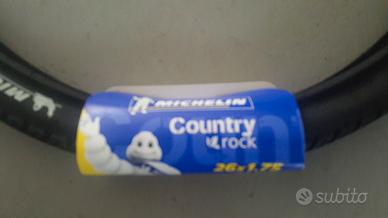 MICHELIN
Country
rock
26x1.75
subito